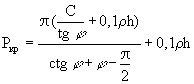 Pкр = π(C/tg ℘ + 0,1ρh) / (ctg ℘ + ℘ − π/2) + 0,1ρh